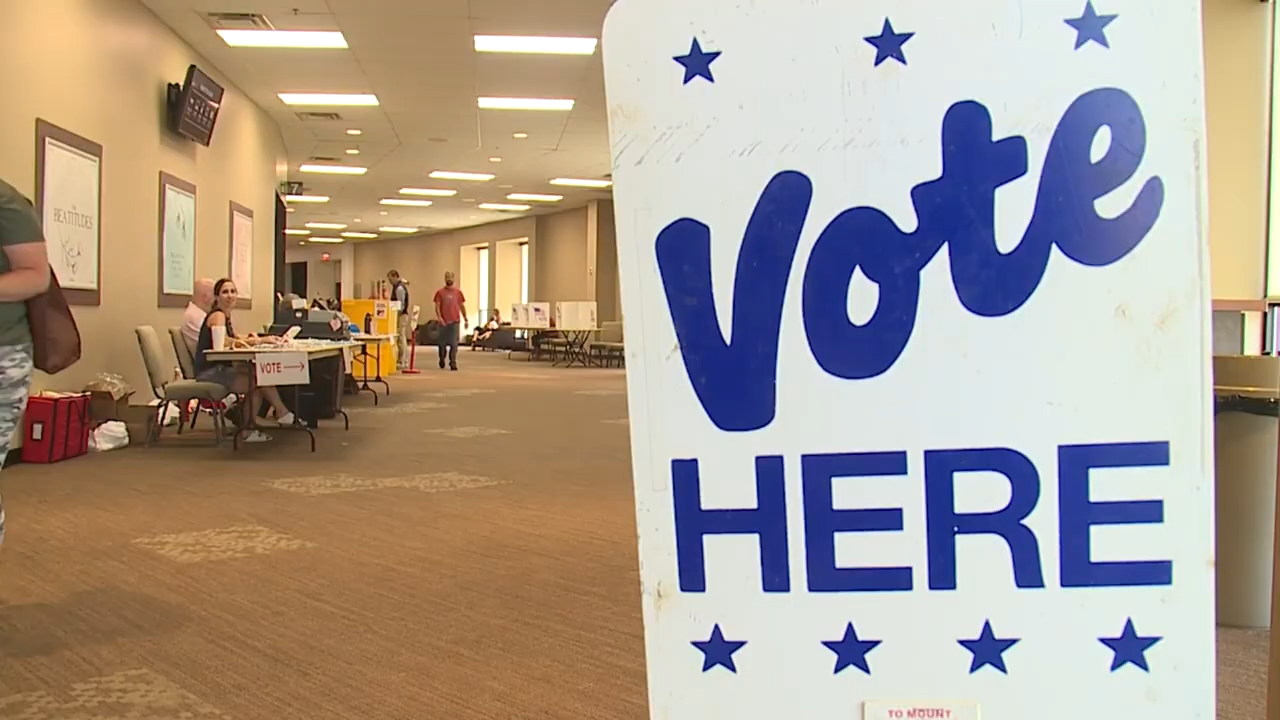 THE
BEATITUDES
VOTE →
Vote
HERE
TO MOUNT